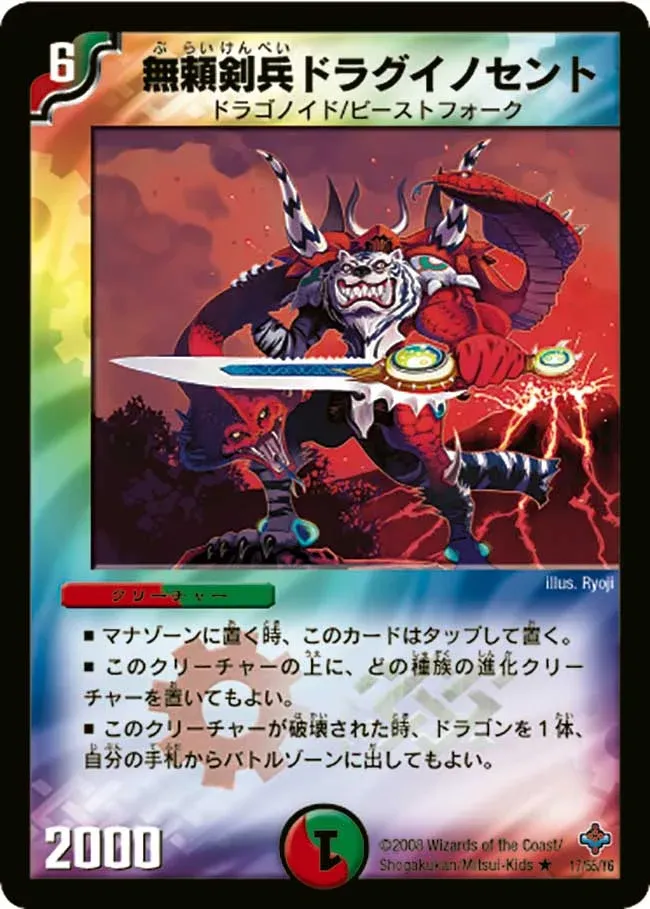 6
ぶらいけんぺい
無頼剣兵ドラグイノセント
ドラゴノイド/ビーストフォーク
illus. Ryoji
クリーチャー
■ マナゾーンに置く時、このカードはタップして置く。
■ このクリーチャーの上に、どの種族の進化クリー
チャーを置いてもよい。
■ このクリーチャーが破壊された時、ドラゴンを1体、
自分の手札からバトルゾーンに出してもよい。
2000
1
©2008 Wizards of the Coast/
Shogakukan/Mitsui-Kids ★ 17/55/Y6